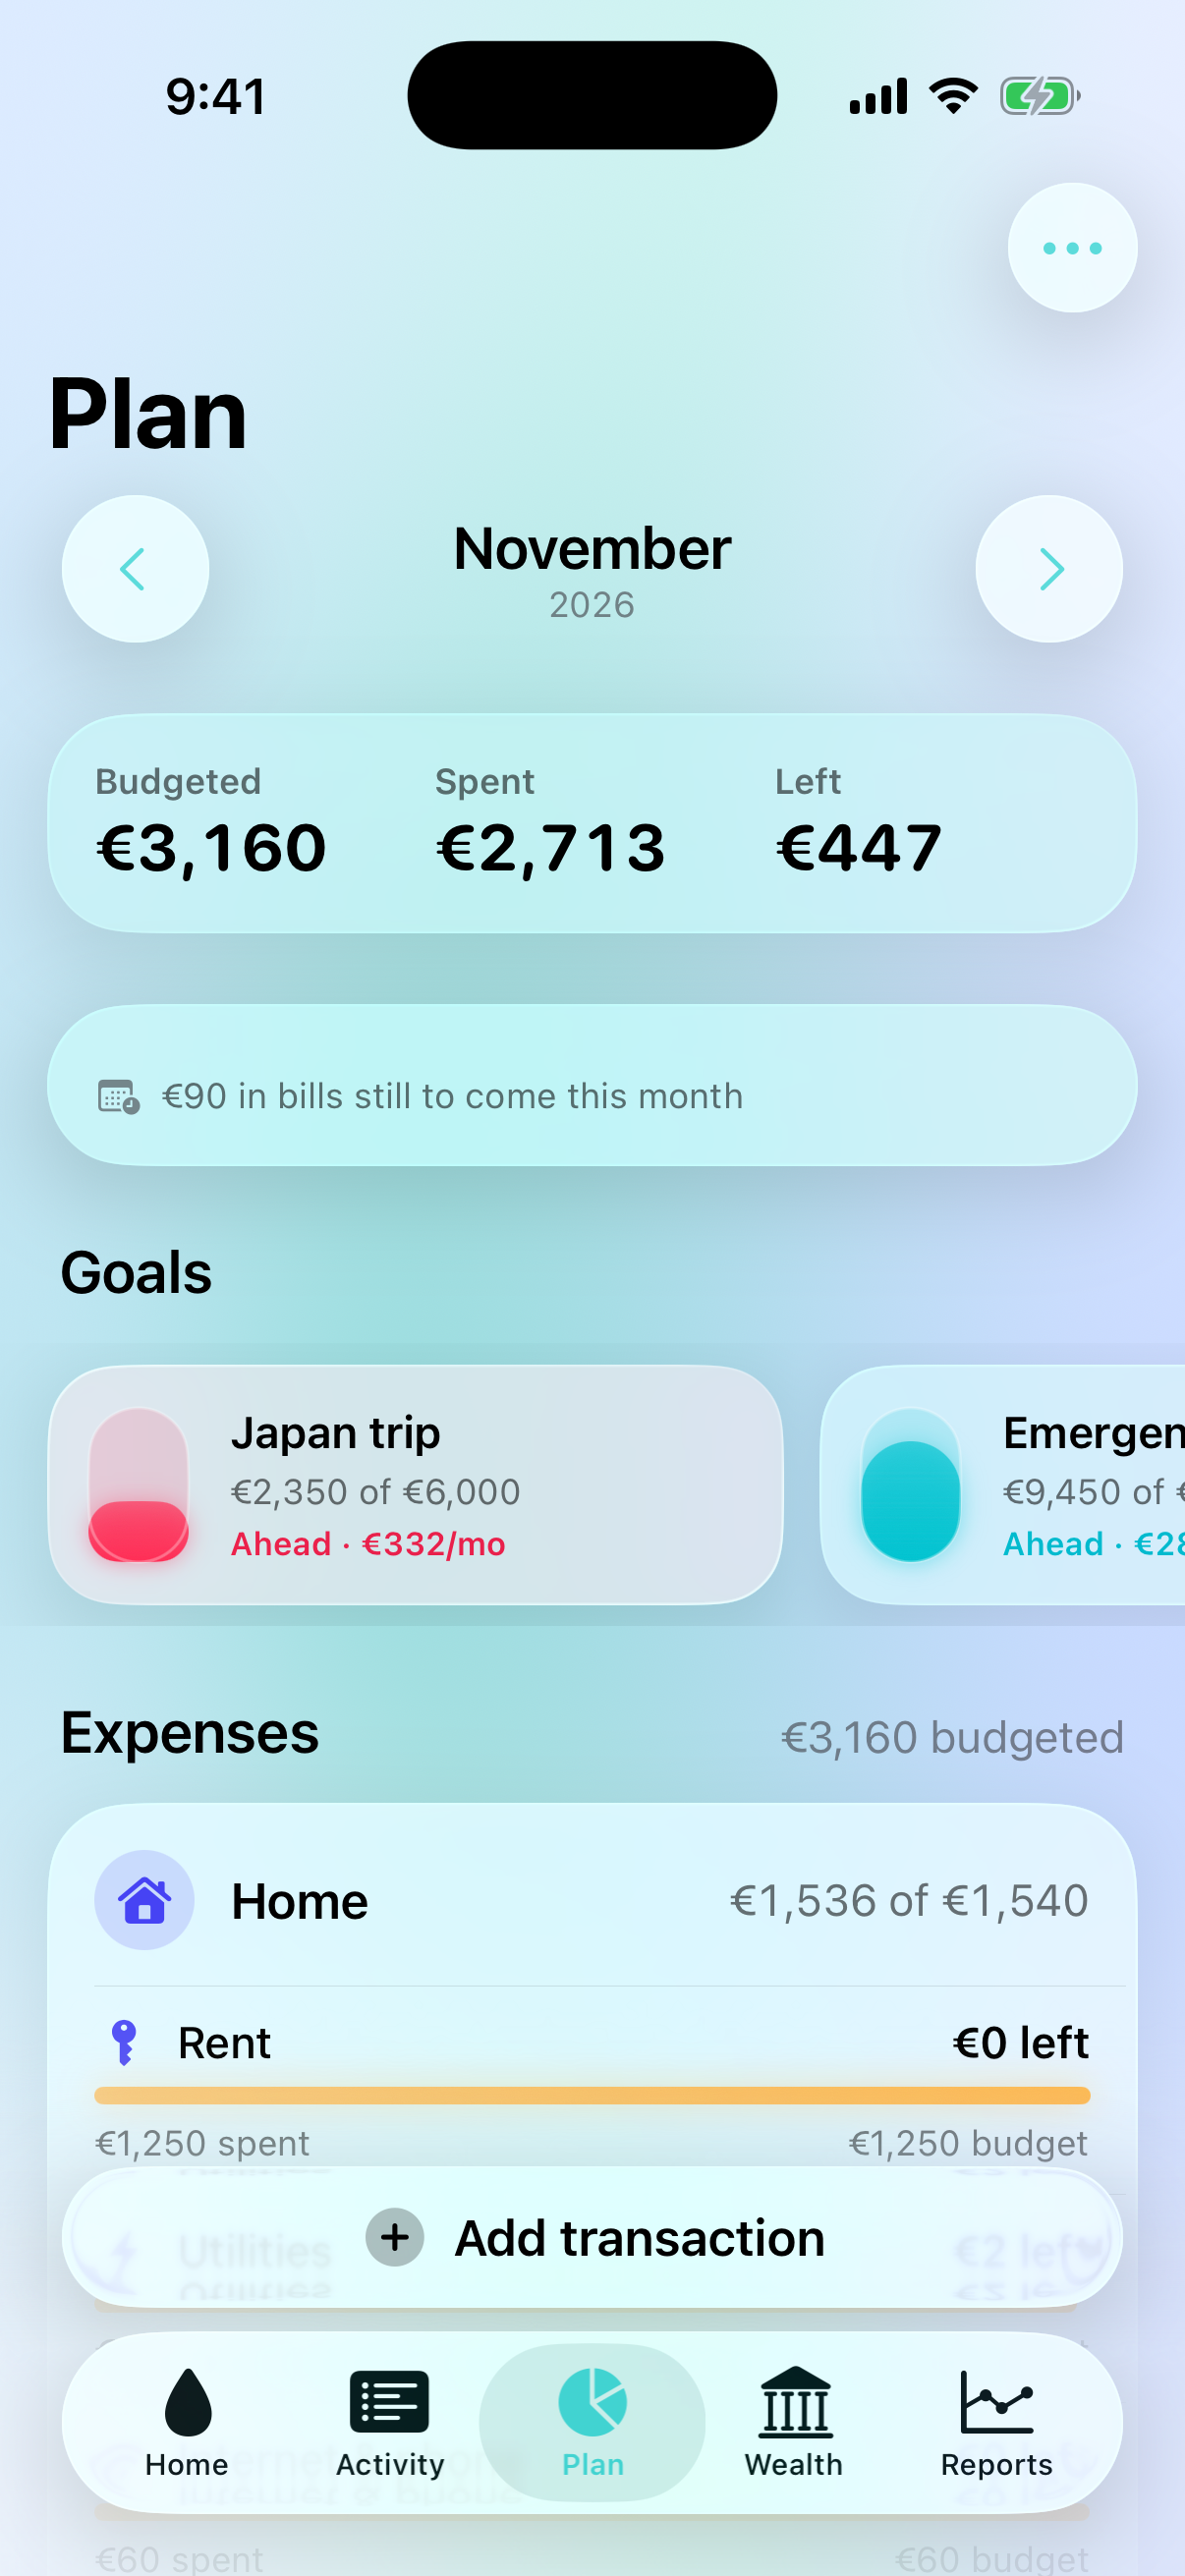 9:41
Plan
November
2026
Budgeted
€3,160
Spent
€2,713
Left
€447
€90 in bills still to come this month
Goals
Japan trip
€2,350 of €6,000
Ahead · €332/mo
Emergen
€9,450 of €
Ahead · €28
Expenses
€3,160 budgeted
Home
€1,536 of €1,540
Rent
€0 left
€1,250 spent
€1,250 budget
Utilities
€2 left
Add transaction
Home
Activity
Plan
Wealth
Reports
€60 spent
€60 budget